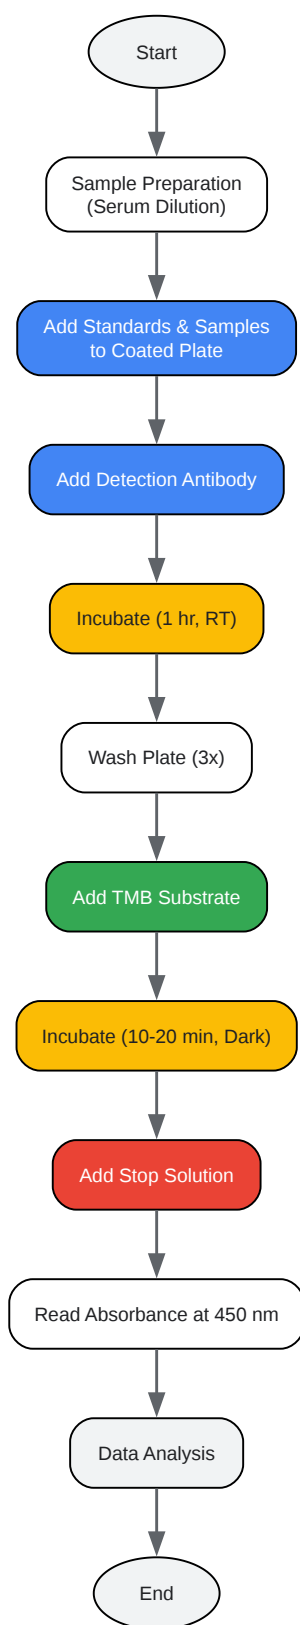 Start
Sample Preparation
(Serum Dilution)
Add Standards & Samples
to Coated Plate
Add Detection Antibody
Incubate (1 hr, RT)
Wash Plate (3x)
Add TMB Substrate
Incubate (10-20 min, Dark)
Add Stop Solution
Read Absorbance at 450 nm
Data Analysis
End